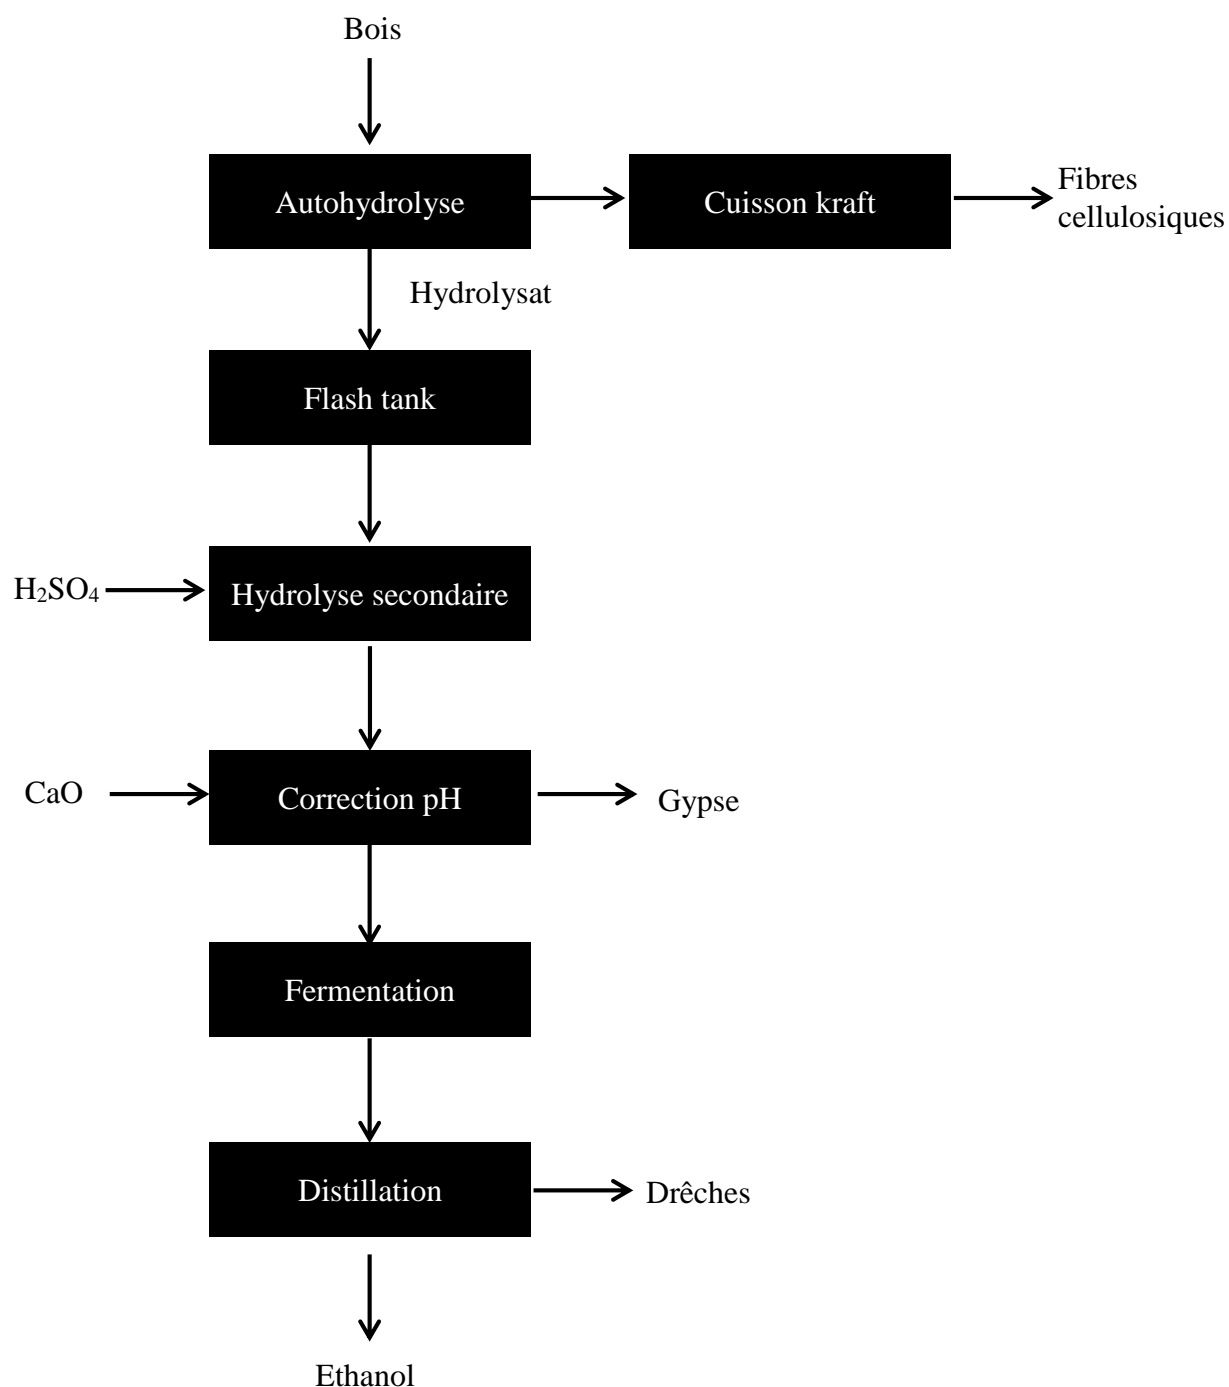 Bois
Autohydrolyse
Cuisson kraft
Fibres
cellulosiques
Hydrolysat
Flash tank
H₂SO₄
Hydrolyse secondaire
CaO
Correction pH
Gypse
Fermentation
Distillation
Drêches
Ethanol